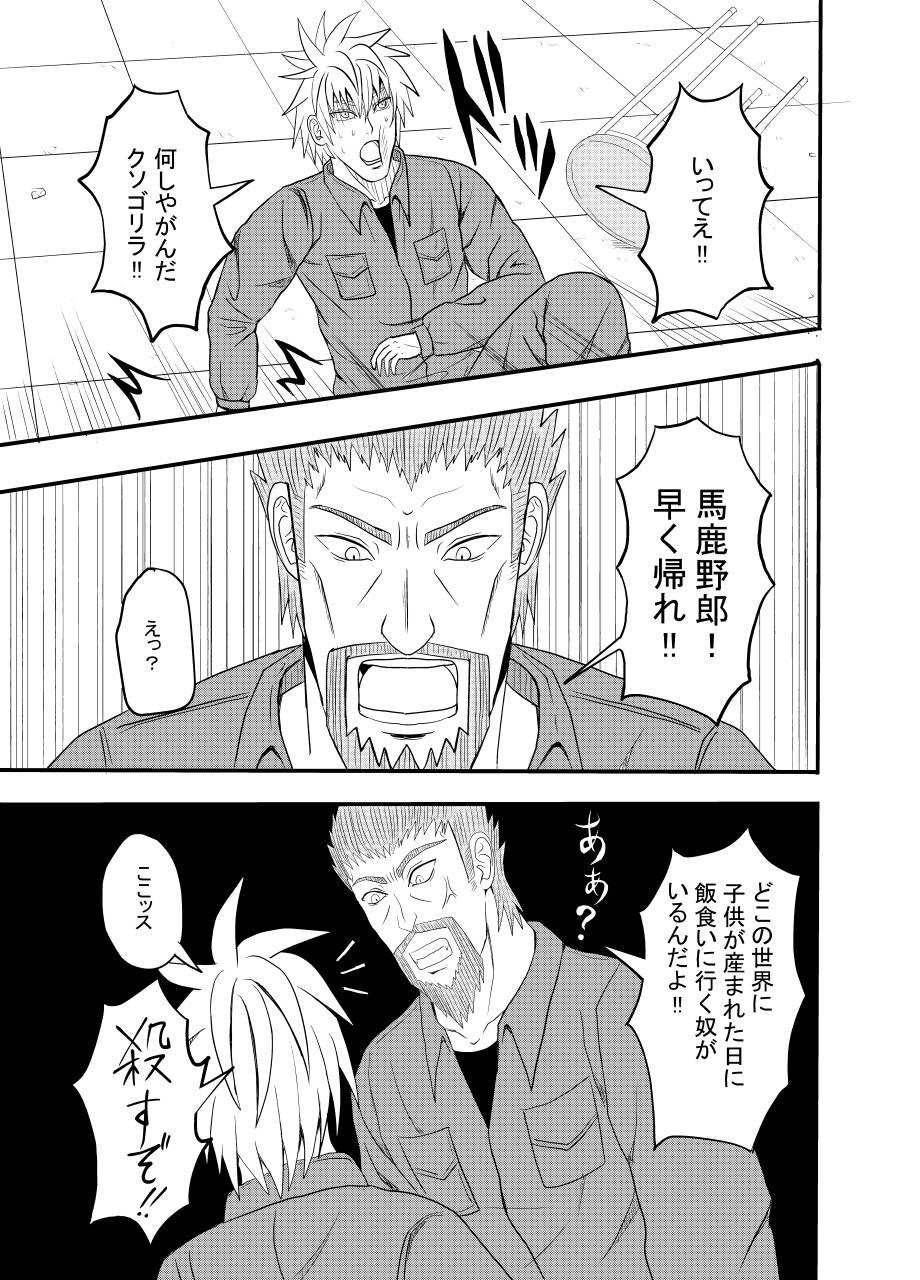 いってえ!!
何しやがんだ
クソゴリラ!!
馬鹿野郎！
早く帰れ!!
えっ？
どこの世界に
子供が産まれた日に
飯食いに行く奴が
いるんだよ!!
あぁ？
ここッス
殺すぞ!!